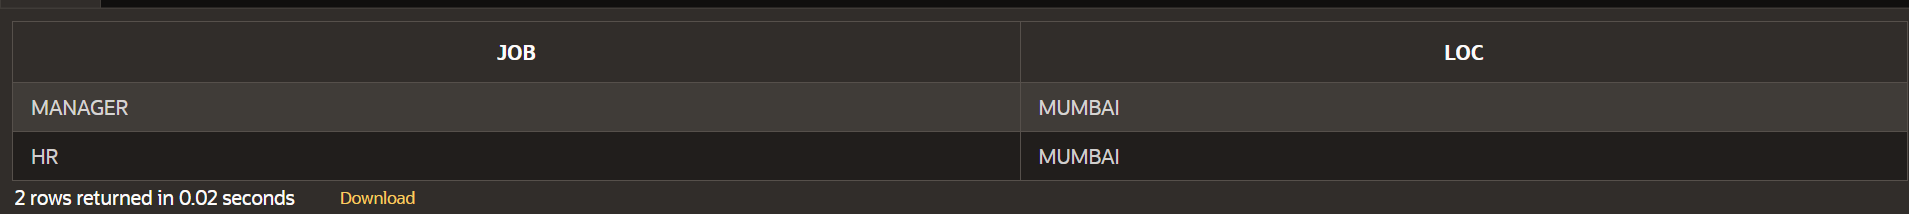 JOB LOC
MANAGER MUMBAI
HR MUMBAI
2 rows returned in 0.02 seconds Download